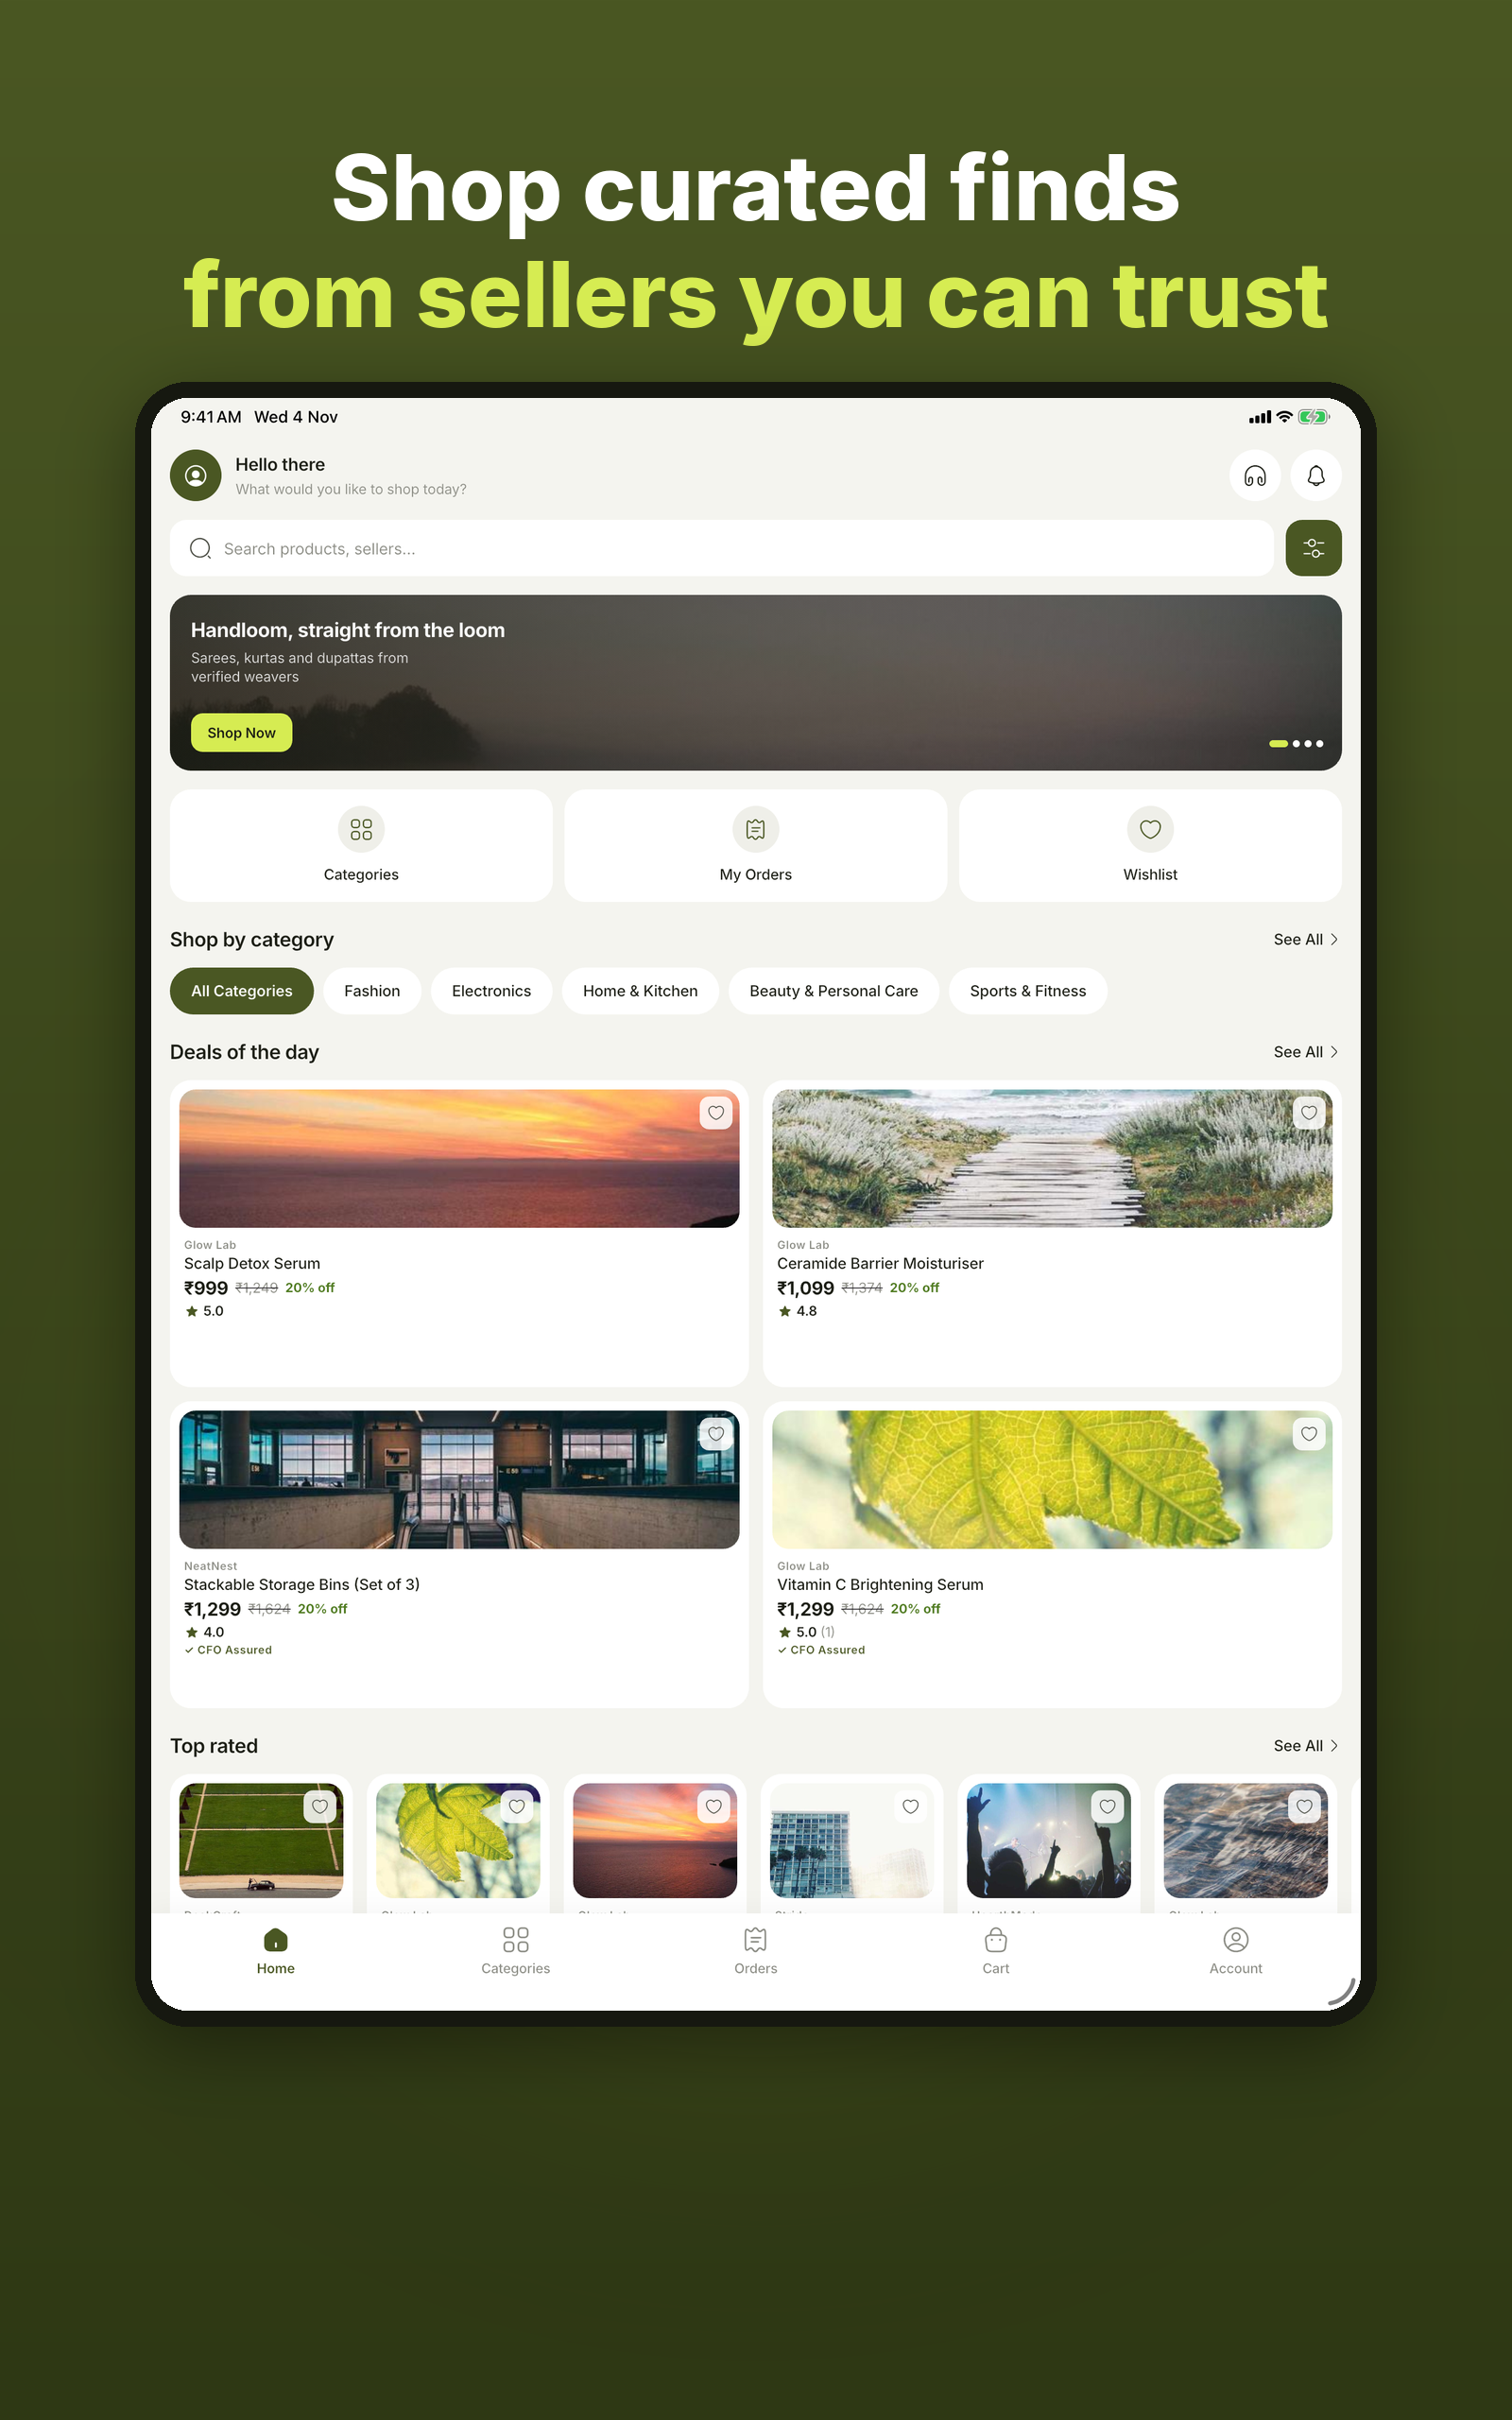 Shop curated finds
from sellers you can trust
9:41 AM Wed 4 Nov
Hello there
What would you like to shop today?
Search products, sellers...
Handloom, straight from the loom
Sarees, kurtas and dupattas from
verified weavers
Shop Now
Categories
My Orders
Wishlist
Shop by category
See All
All Categories
Fashion
Electronics
Home & Kitchen
Beauty & Personal Care
Sports & Fitness
Deals of the day
See All
Glow Lab
Scalp Detox Serum
₹999 ₹1,249 20% off
5.0
Glow Lab
Ceramide Barrier Moisturiser
₹1,099 ₹1,374 20% off
4.8
NeatNest
Stackable Storage Bins (Set of 3)
₹1,299 ₹1,624 20% off
4.0
CFO Assured
Glow Lab
Vitamin C Brightening Serum
₹1,299 ₹1,624 20% off
5.0 (1)
CFO Assured
Top rated
See All
Home
Categories
Orders
Cart
Account